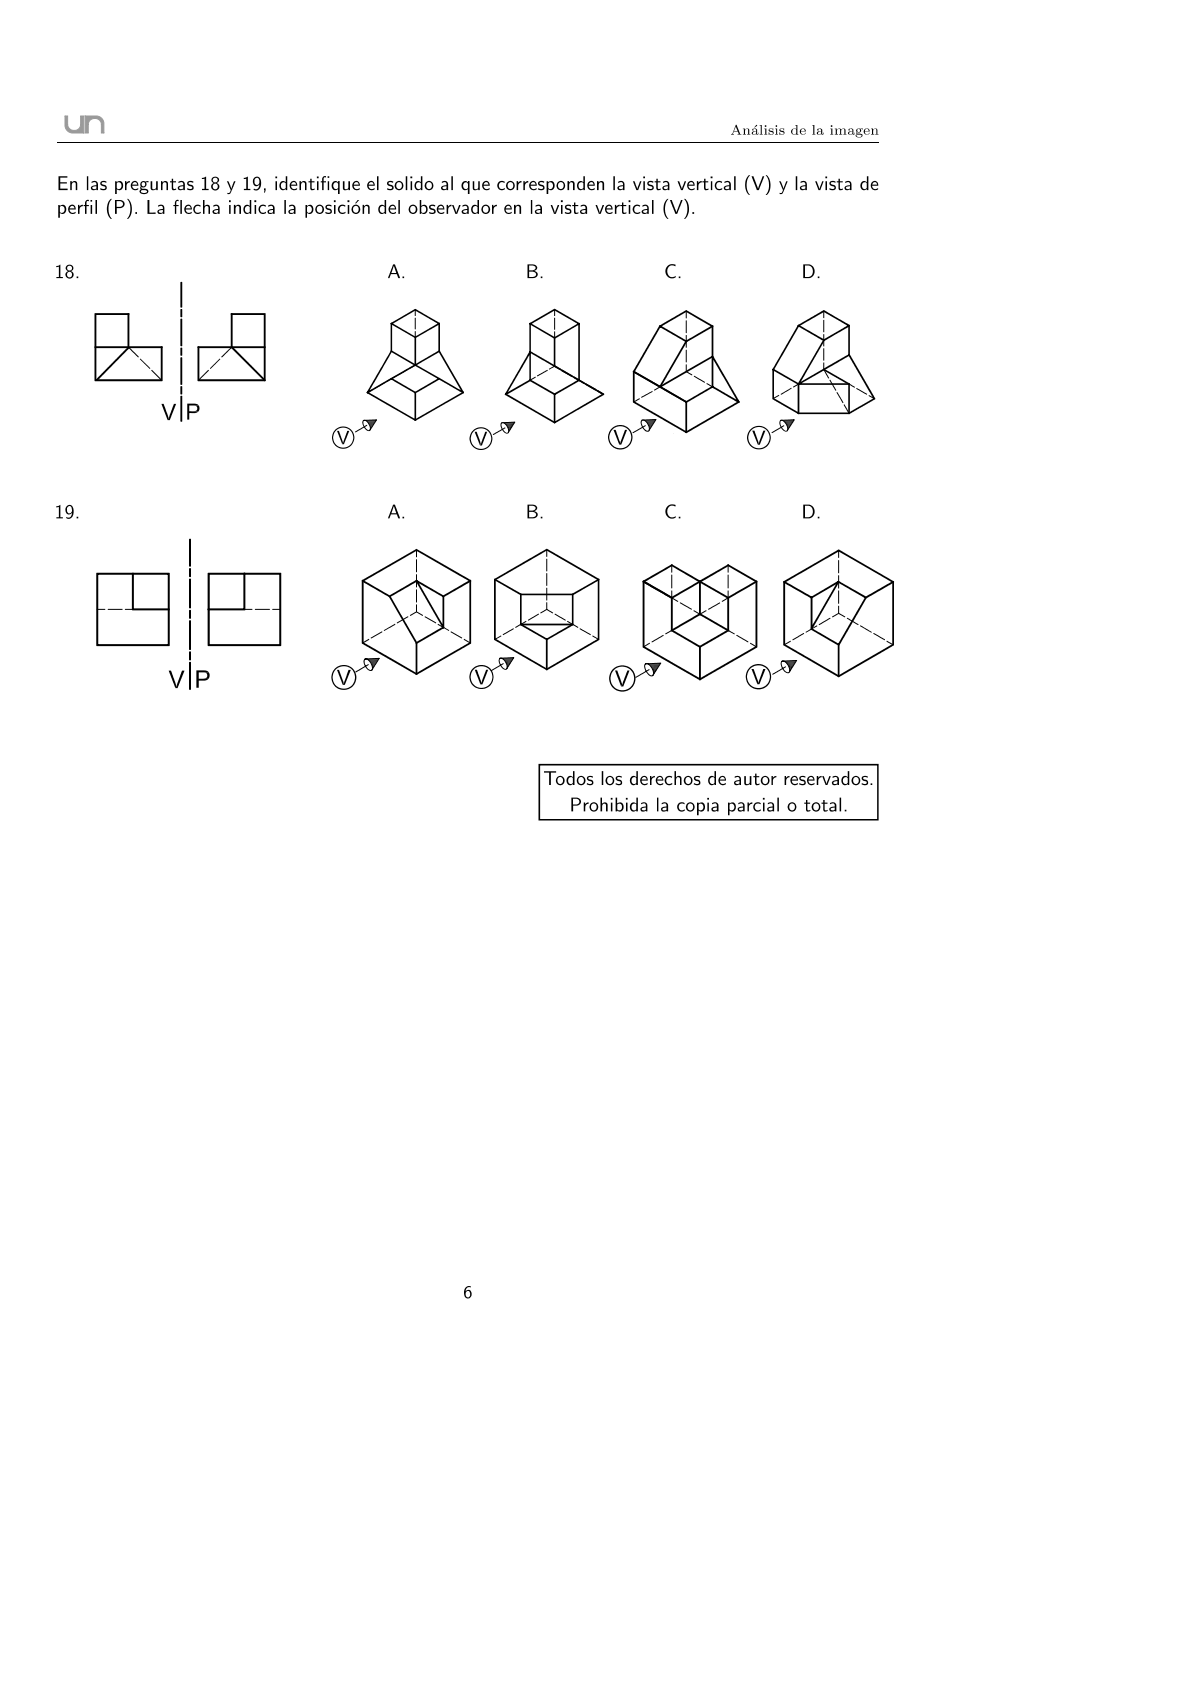 un
Análisis de la imagen
En las preguntas 18 y 19, identifique el solido al que corresponden la vista vertical (V) y la vista de
perfil (P). La flecha indica la posición del observador en la vista vertical (V).
18. A. B. C. D.
V P
V V V V
19. A. B. C. D.
V P
V V V V
Todos los derechos de autor reservados.
Prohibida la copia parcial o total.
6